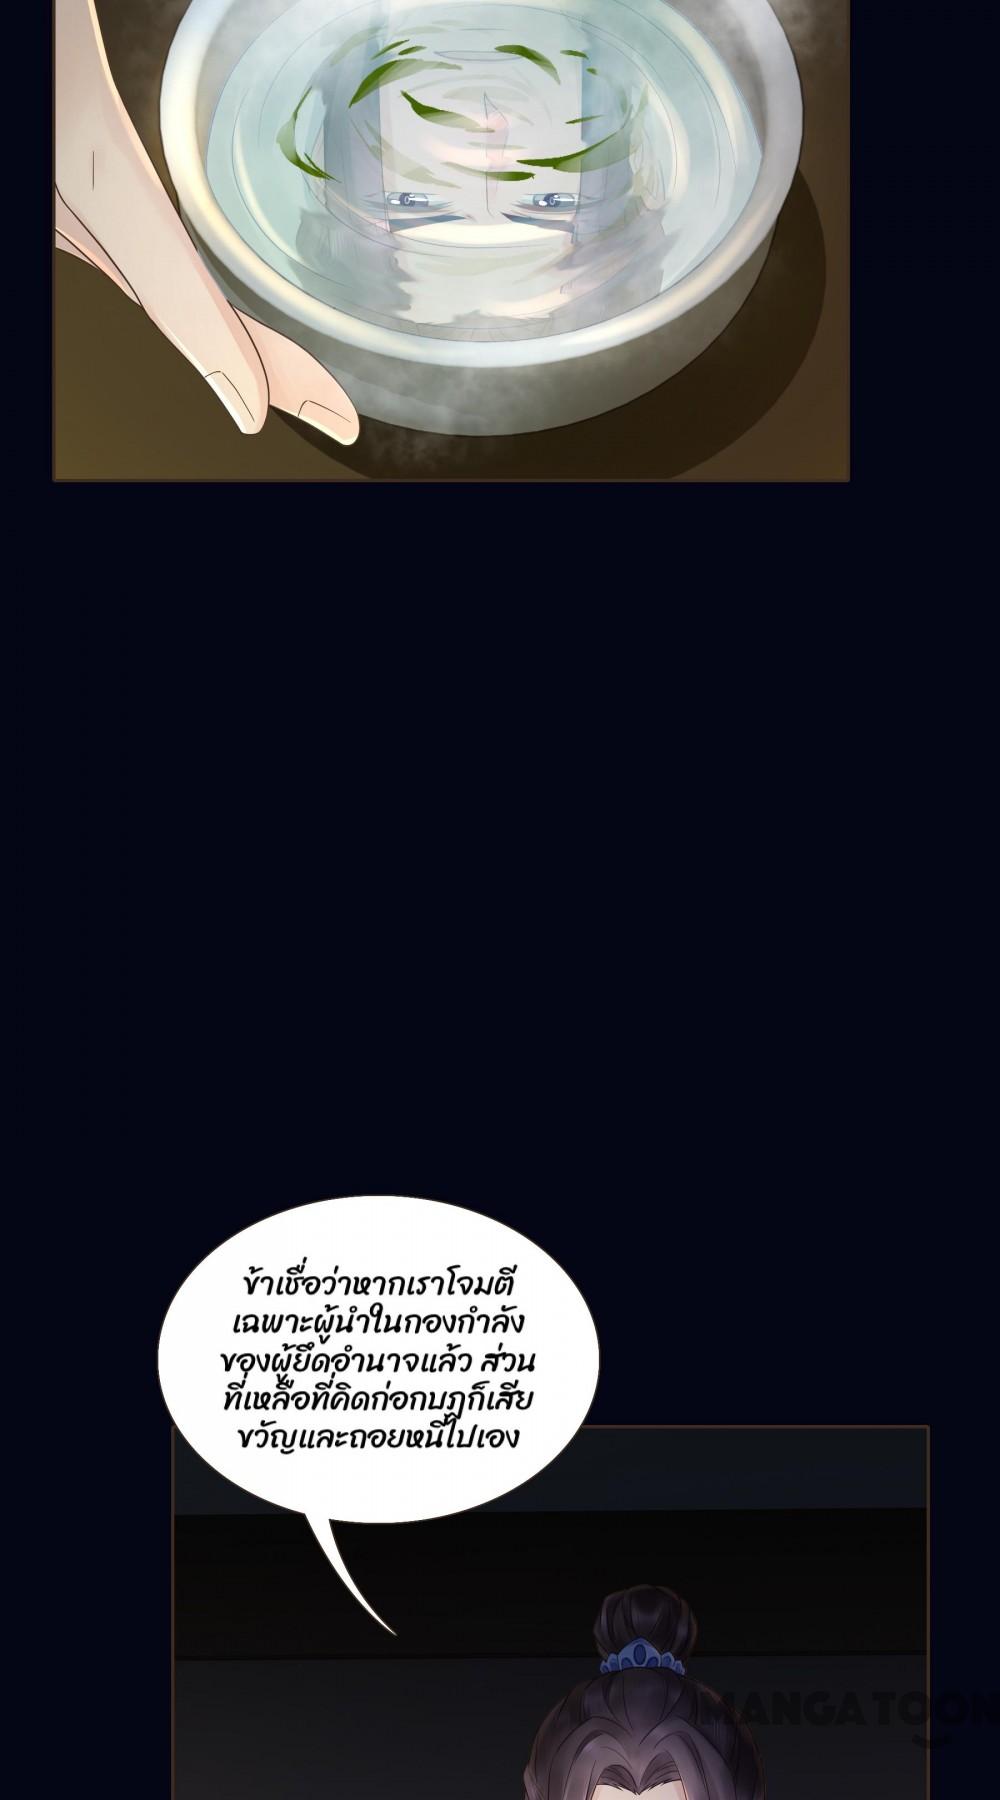 ข้าเชื่อว่าหากเราโจมตี
เฉพาะผู้นำในกองกำลัง
ของผู้ยึดอำนาจแล้ว ส่วน
ที่เหลือที่คิดก่อกบฏก็เสีย
ขวัญและถอยหนีไปเอง
MANGA TOON